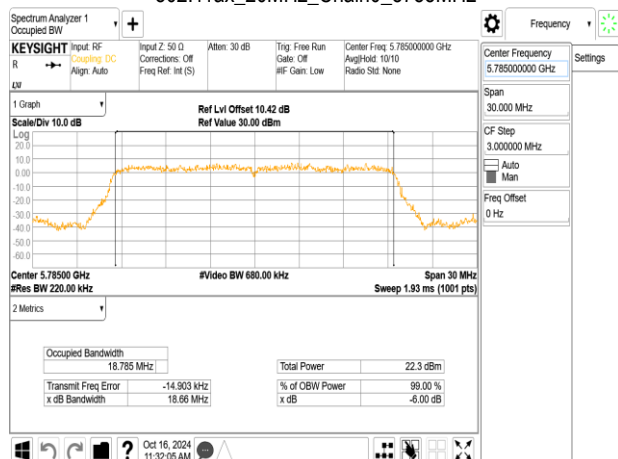 802.11ax_20MHz_Chain0_5785MHz
Spectrum Analyzer 1
Occupied BW
Frequency
KEYSIGHT
R
Input: RF
Coupling: DC
Align: Auto
Input Z: 50 Ω
Corrections: Off
Freq Ref: Int (S)
Atten: 30 dB
Trig: Free Run
Gate: Off
#IF Gain: Low
Center Freq: 5.785000000 GHz
Avg|Hold: 10/10
Radio Std: None
Center Frequency
5.785000000 GHz
Settings
Span
30.000 MHz
CF Step
3.000000 MHz
Auto
Man
Freq Offset
0 Hz
1 Graph
Scale/Div 10.0 dB
Ref Lvl Offset 10.42 dB
Ref Value 30.00 dBm
Log
20.0
10.0
0.00
-10.0
-20.0
-30.0
-40.0
-50.0
-60.0
Center 5.78500 GHz
#Video BW 680.00 kHz
Span 30 MHz
#Res BW 220.00 kHz
Sweep 1.93 ms (1001 pts)
2 Metrics
Occupied Bandwidth
18.785 MHz
Total Power 22.3 dBm
Transmit Freq Error -14.903 kHz
% of OBW Power 99.00 %
x dB Bandwidth 18.66 MHz
x dB -6.00 dB
Oct 16, 2024
11:32:05 AM